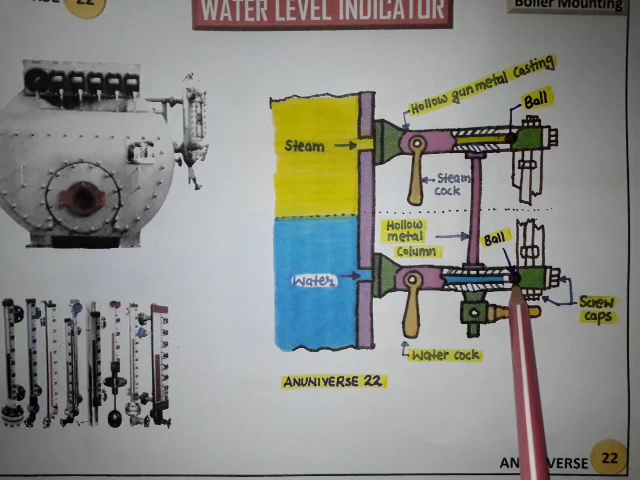 22
WATER LEVEL INDICATOR
Boiler Mounting
Hollow gun metal Casting
Ball
Steam
Steam
cock
Hollow
metal
Column
Ball
Water
Screw
caps
Water cock
ANUNIVERSE 22
22